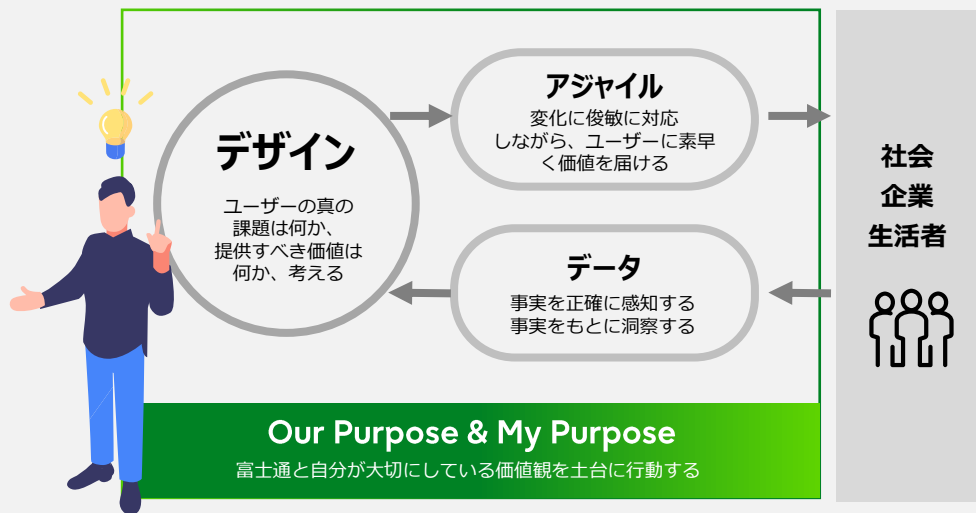 デザイン
ユーザーの真の
課題は何か、
提供すべき価値は
何か、考える
アジャイル
変化に俊敏に対応
しながら、ユーザーに素早
く価値を届ける
データ
事実を正確に感知する
事実をもとに洞察する
社会
企業
生活者
Our Purpose & My Purpose
富士通と自分が大切にしている価値観を土台に行動する